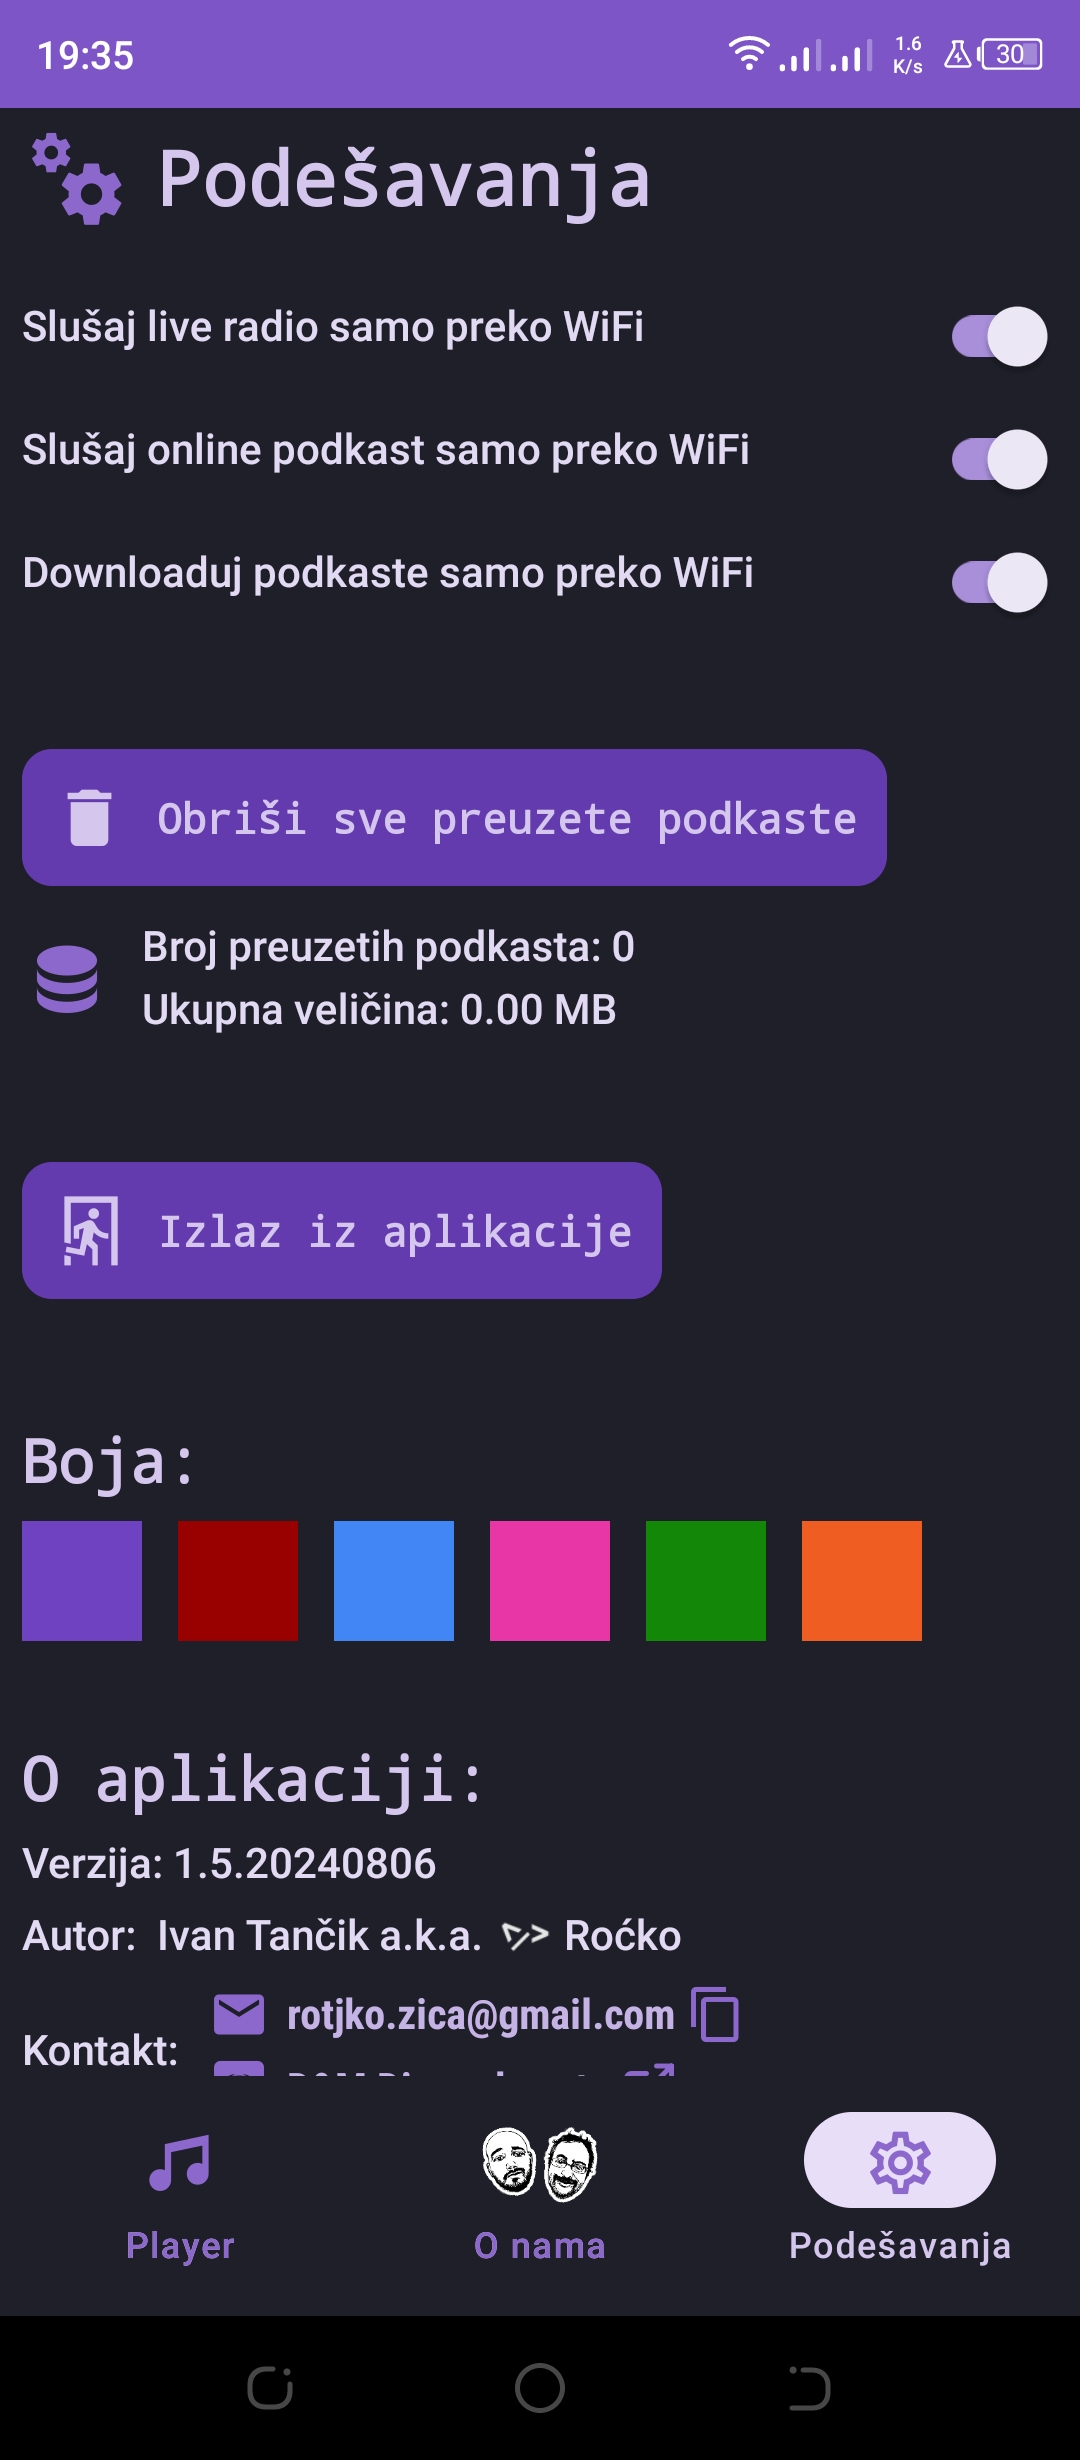 19:35
1.6
K/s
30
Podešavanja
Slušaj live radio samo preko WiFi
Slušaj online podkast samo preko WiFi
Downloaduj podkaste samo preko WiFi
Obriši sve preuzete podkaste
Broj preuzetih podkasta: 0
Ukupna veličina: 0.00 MB
Izlaz iz aplikacije
Boja:
O aplikaciji:
Verzija: 1.5.20240806
Autor: Ivan Tančik a.k.a. </> Roćko
rotjko.zica@gmail.com
Kontakt:
Player
O nama
Podešavanja